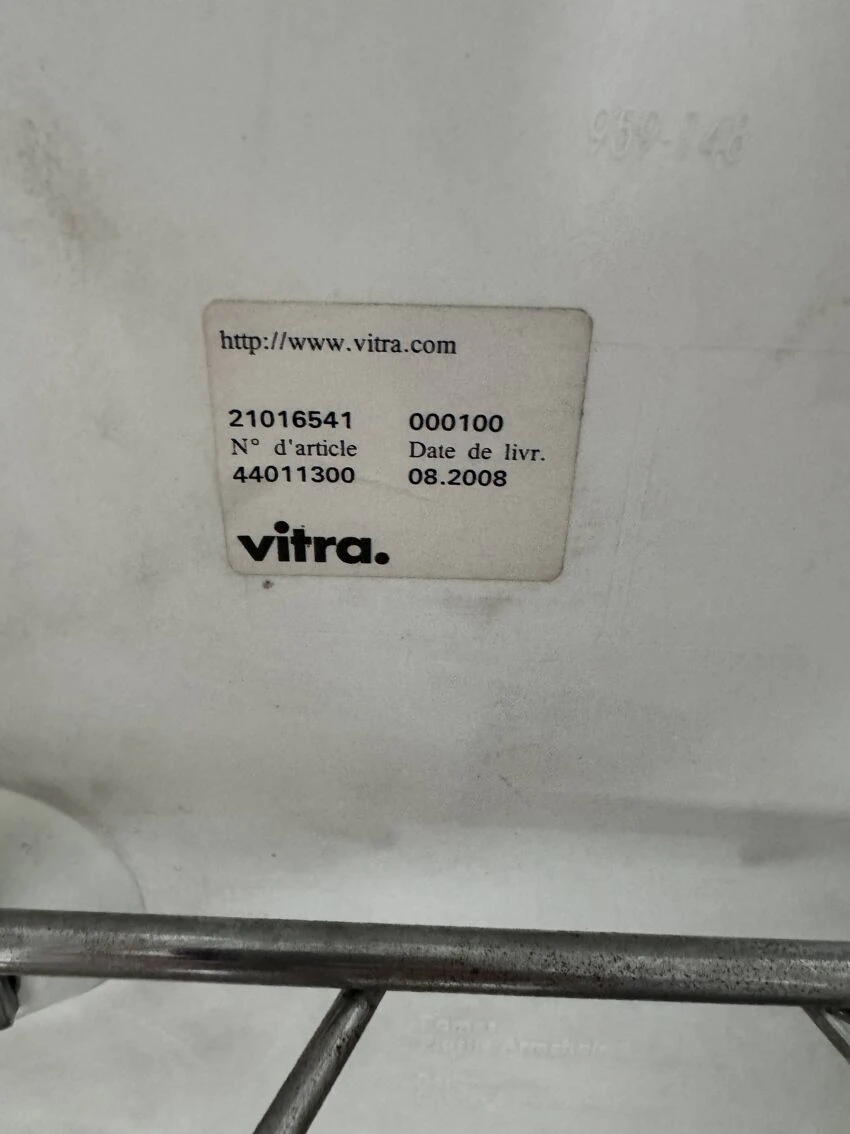 http://www.vitra.com
21016541 000100
N° d'article Date de livr.
44011300 08.2008
vitra.